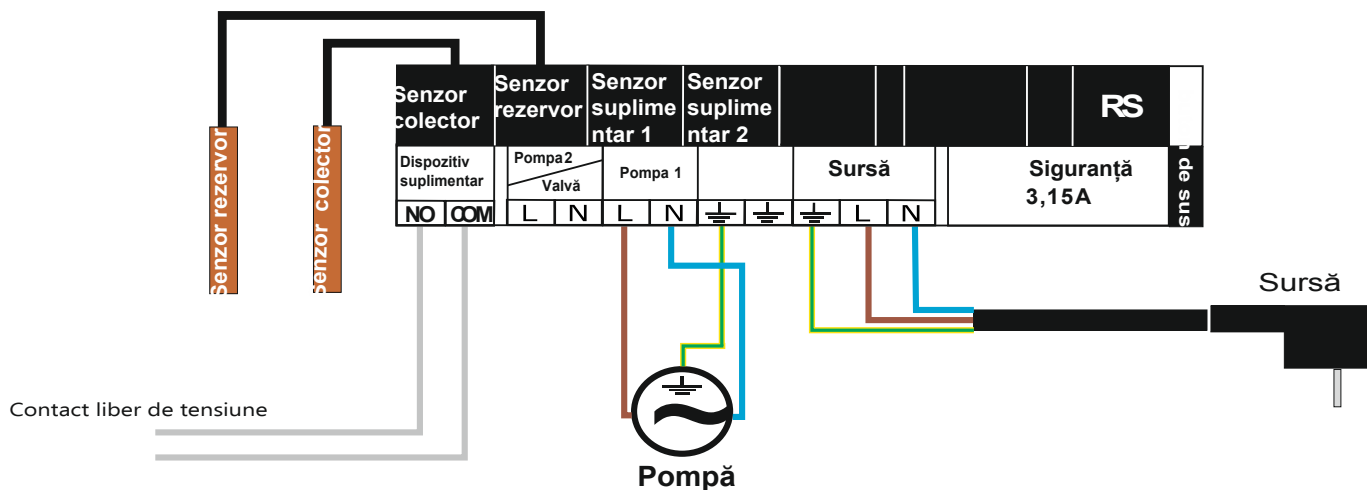 Senzor
colector
Senzor
rezervor
Senzor
suplime
ntar 1
Senzor
suplime
ntar 2
RS
Dispozitiv
suplimentar
Pompa 2
Valvă
Pompa 1
Sursă
Siguranță
3,15A
de sus
NO COM L N L N L N
Senzor rezervor
Senzor colector
Sursă
Contact liber de tensiune
Pompă